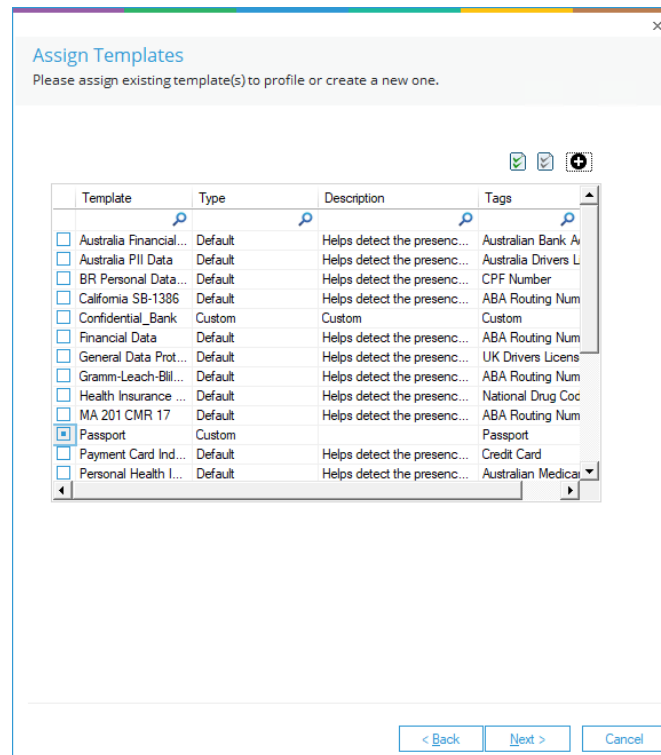 ×
Assign Templates
Please assign existing template(s) to profile or create a new one.
Template Type Description Tags
Australia Financial... Default Helps detect the presenc... Australian Bank A
Australia PII Data Default Helps detect the presenc... Australia Drivers L
BR Personal Data... Default Helps detect the presenc... CPF Number
California SB-1386 Default Helps detect the presenc... ABA Routing Num
Confidential_Bank Custom Custom Custom
Financial Data Default Helps detect the presenc... ABA Routing Num
General Data Prot... Default Helps detect the presenc... UK Drivers Licens
Gramm-Leach-Blil... Default Helps detect the presenc... ABA Routing Num
Health Insurance ... Default Helps detect the presenc... National Drug Cod
MA 201 CMR 17 Default Helps detect the presenc... ABA Routing Num
Passport Custom Passport
Payment Card Ind... Default Helps detect the presenc... Credit Card
Personal Health I... Default Helps detect the presenc... Australian Medica
< Back Next > Cancel